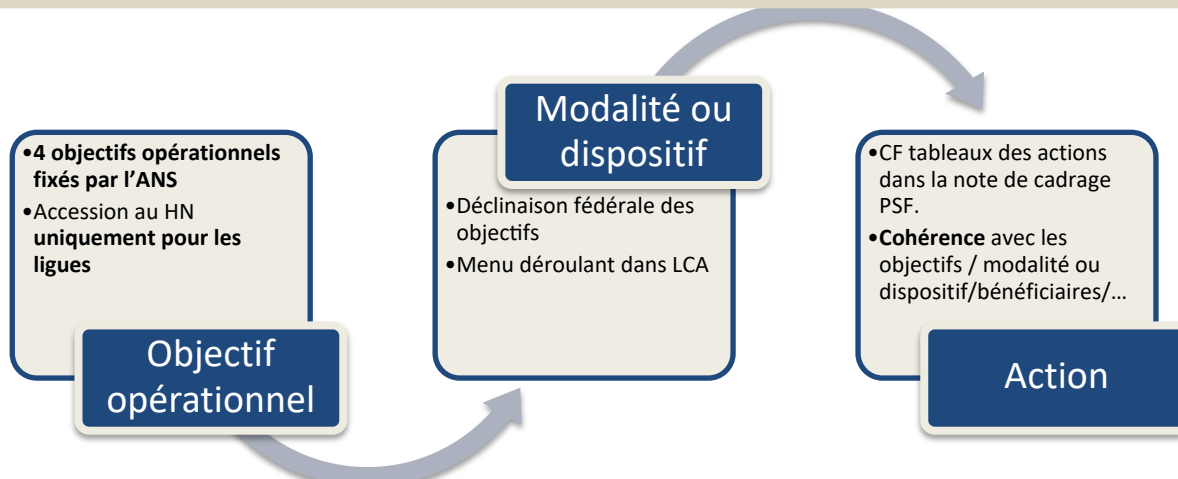 •4 objectifs opérationnels
fixés par l’ANS
•Accession au HN
uniquement pour les
ligues
Objectif
opérationnel
Modalité ou
dispositif
•Déclinaison fédérale des
objectifs
•Menu déroulant dans LCA
•CF tableaux des actions
dans la note de cadrage
PSF.
•Cohérence avec les
objectifs / modalité ou
dispositif/bénéficiaires/…
Action